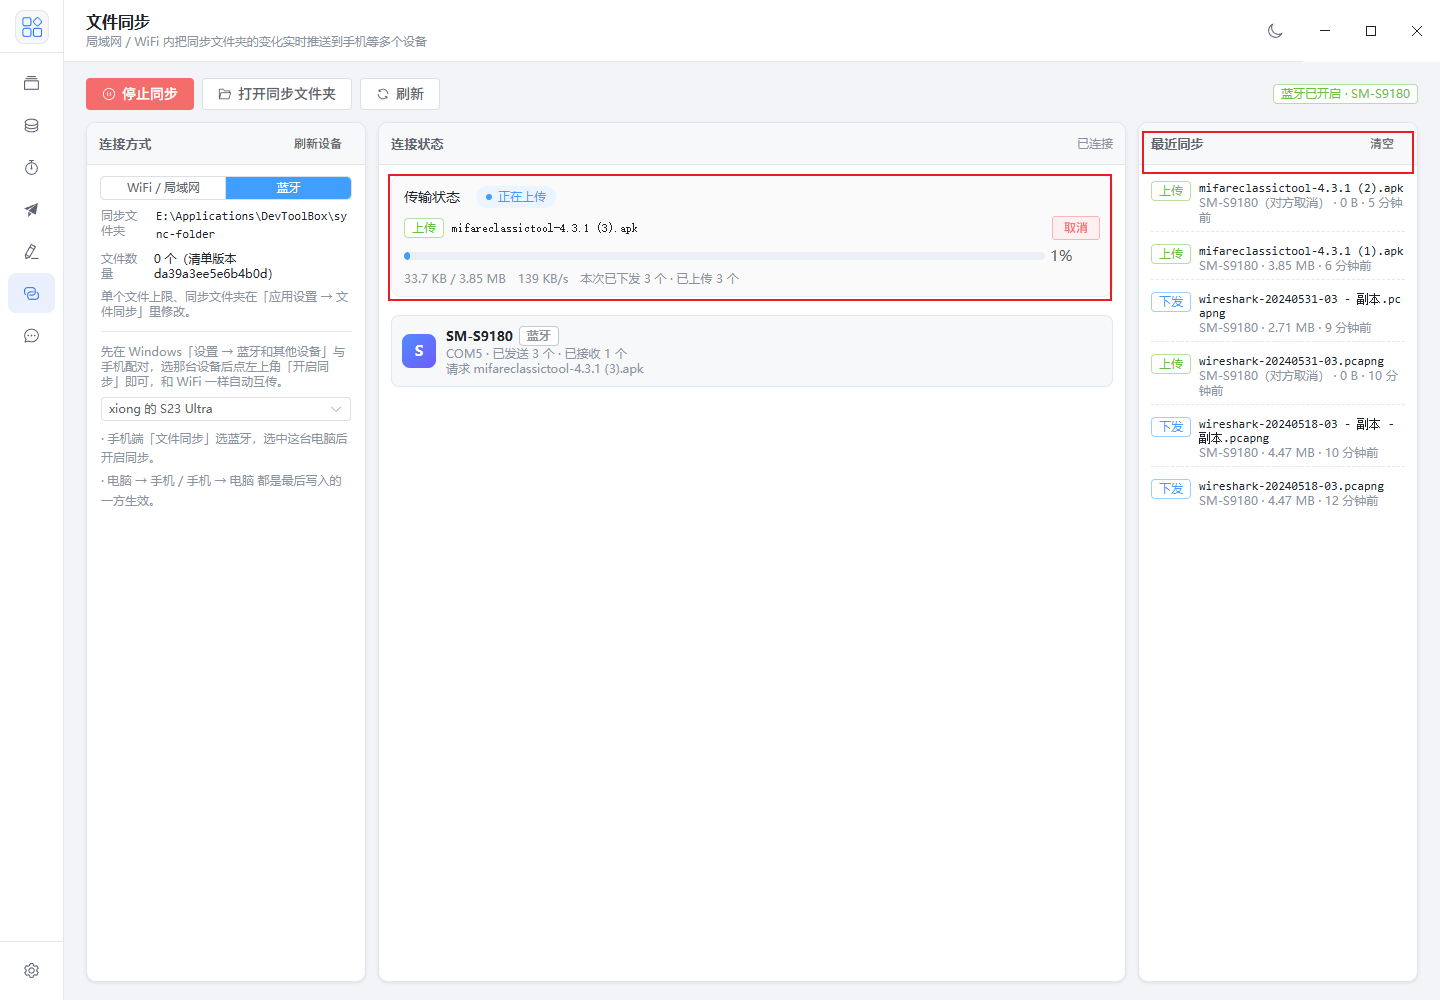 文件同步
局域网 / WiFi 内把同步文件夹的变化实时推送到手机等多个设备
停止同步
打开同步文件夹
刷新
蓝牙已开启 · SM-S9180
连接方式
刷新设备
WiFi / 局域网
蓝牙
同步文件夹
E:\Applications\DevToolBox\sy
nc-folder
文件数量
0 个（清单版本
da39a3ee5e6b4b0d）
单个文件上限、同步文件夹在「应用设置 → 文
件同步」里修改。
先在 Windows「设置 → 蓝牙和其他设备」与
手机配对，选那台设备后点左上角「开启同
步」即可，和 WiFi 一样自动互传。
xiong 的 S23 Ultra
· 手机端「文件同步」选蓝牙，选中这台电脑后
开启同步。
· 电脑 → 手机 / 手机 → 电脑 都是最后写入的
一方生效。
连接状态
已连接
传输状态
正在上传
上传
mifareclassictool-4.3.1 (3).apk
取消
1%
33.7 KB / 3.85 MB
139 KB/s
本次已下发 3 个 · 已上传 3 个
S
SM-S9180
蓝牙
COM5 · 已发送 3 个 · 已接收 1 个
请求 mifareclassictool-4.3.1 (3).apk
最近同步
清空
上传
mifareclassictool-4.3.1 (2).apk
SM-S9180（对方取消） · 0 B · 5 分钟
前
上传
mifareclassictool-4.3.1 (1).apk
SM-S9180 · 3.85 MB · 6 分钟前
下发
wireshark-20240531-03 - 副本.pc
apng
SM-S9180 · 2.71 MB · 9 分钟前
上传
wireshark-20240531-03.pcapng
SM-S9180（对方取消） · 0 B · 10 分
钟前
下发
wireshark-20240518-03 - 副本 -
副本.pcapng
SM-S9180 · 4.47 MB · 10 分钟前
下发
wireshark-20240518-03.pcapng
SM-S9180 · 4.47 MB · 12 分钟前